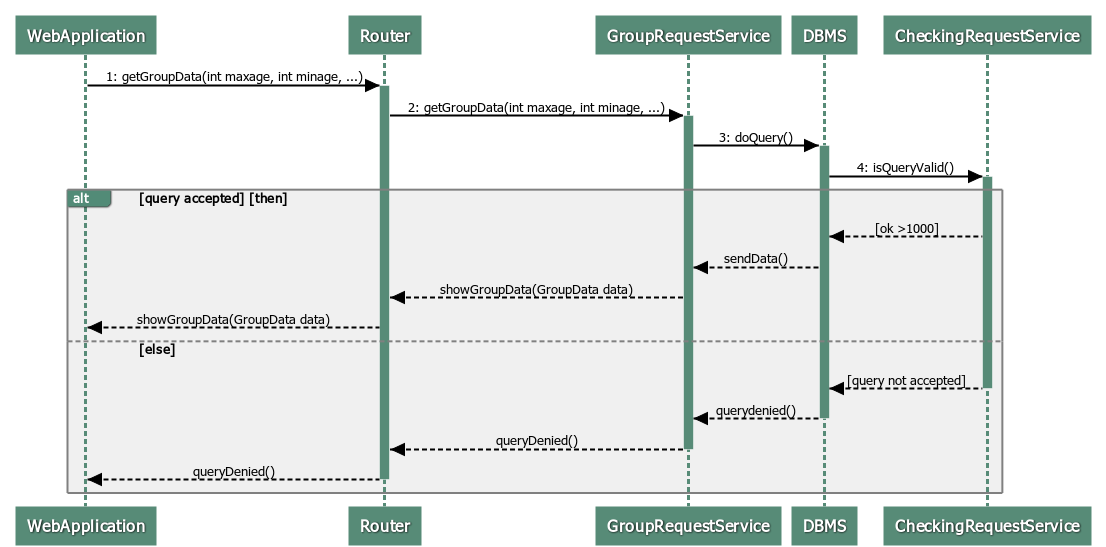 WebApplication
Router
GroupRequestService
DBMS
CheckingRequestService
1: getGroupData(int maxage, int minage, ...)
2: getGroupData(int maxage, int minage, ...)
3: doQuery()
4: isQueryValid()
alt
[query accepted] [then]
[ok >1000]
sendData()
showGroupData(GroupData data)
showGroupData(GroupData data)
[else]
[query not accepted]
querydenied()
queryDenied()
queryDenied()
WebApplication
Router
GroupRequestService
DBMS
CheckingRequestService